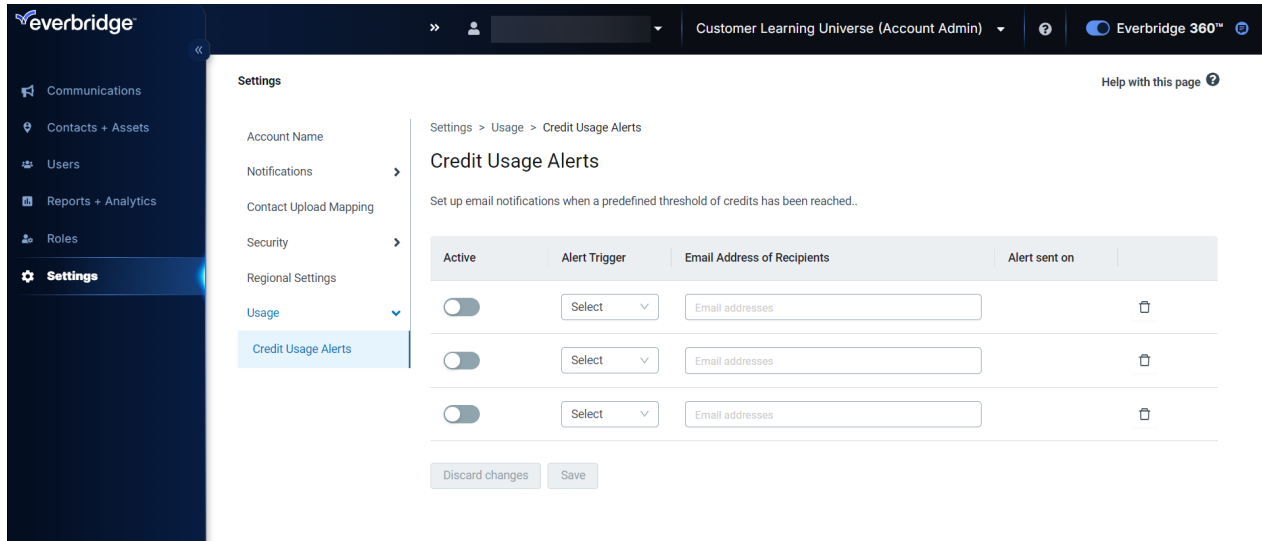 everbridge™
Customer Learning Universe (Account Admin)
Everbridge 360™
Communications
Contacts + Assets
Users
Reports + Analytics
Roles
Settings
Settings
Help with this page
Account Name
Notifications
Contact Upload Mapping
Security
Regional Settings
Usage
Credit Usage Alerts
Settings > Usage > Credit Usage Alerts
Credit Usage Alerts
Set up email notifications when a predefined threshold of credits has been reached..
Active Alert Trigger Email Address of Recipients Alert sent on
Select Email addresses
Select Email addresses
Select Email addresses
Discard changes Save